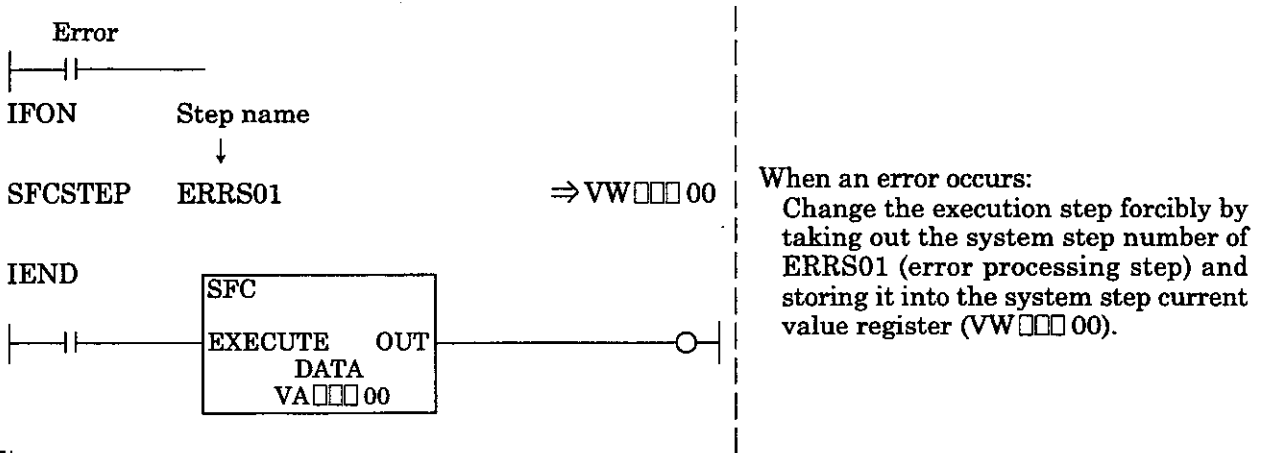 Error
IFON Step name
↓
SFCSTEP ERRS01 ⇒VW□□□00
IEND
SFC
EXECUTE OUT
DATA
VA□□□00
When an error occurs:
Change the execution step forcibly by
taking out the system step number of
ERRS01 (error processing step) and
storing it into the system step current
value register (VW□□□00).